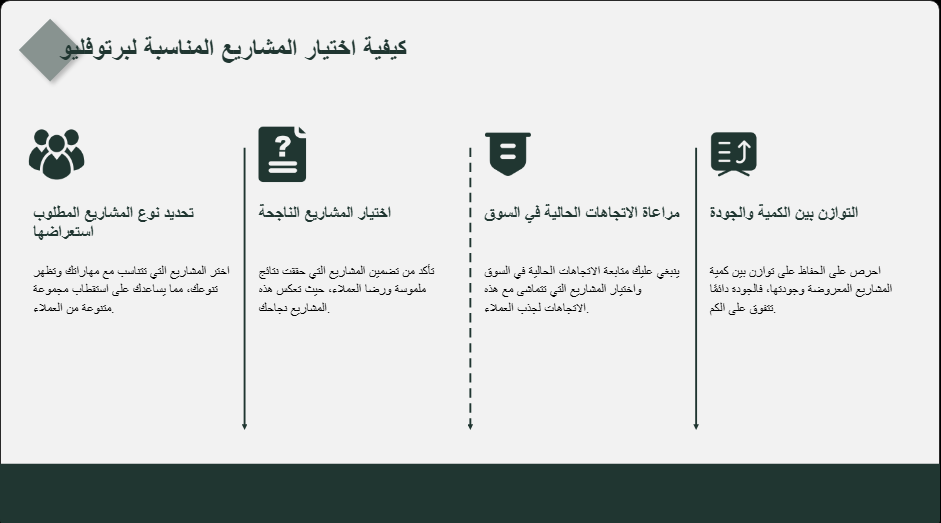 كيفية اختيار المشاريع المناسبة لبرتوفليو
تحديد نوع المشاريع المطلوب
استعراضها
اختر المشاريع التي تتناسب مع مهاراتك وتظهر
تنوعك، مما يساعدك على استقطاب مجموعة
متنوعة من العملاء.
?
اختيار المشاريع الناجحة
تأكد من تضمين المشاريع التي حققت نتائج
ملموسة ورضا العملاء، حيث تعكس هذه
المشاريع نجاحك.
مراعاة الاتجاهات الحالية في السوق
ينبغي عليك متابعة الاتجاهات الحالية في السوق
واختيار المشاريع التي تتماشى مع هذه
الاتجاهات لجذب العملاء.
التوازن بين الكمية والجودة
احرص على الحفاظ على توازن بين كمية
المشاريع المعروضة وجودتها، فالجودة دائمًا
تتفوق على الكم.